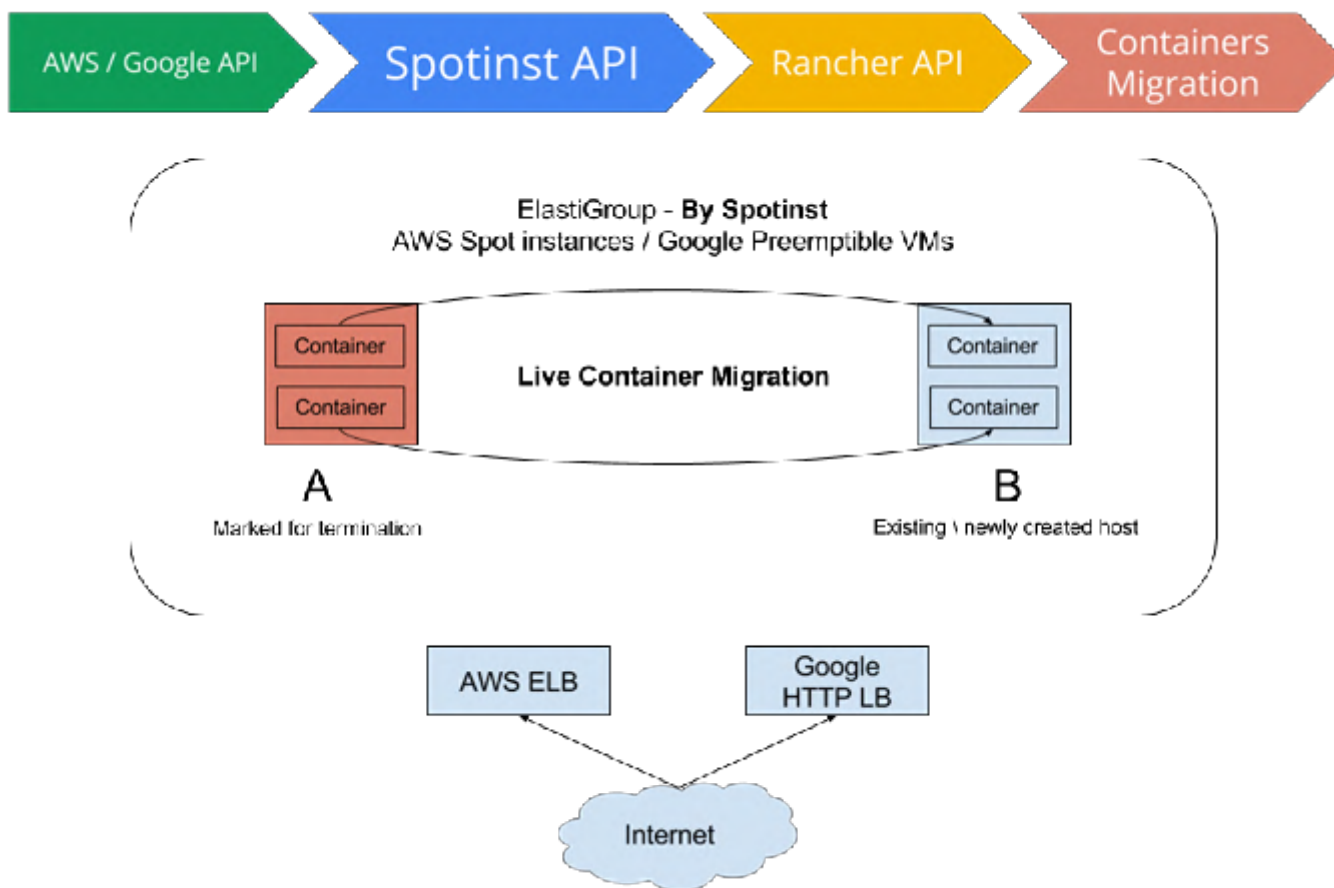 AWS / Google API
Spotinst API
Rancher API
Containers
Migration
ElastiGroup - By Spotinst
AWS Spot instances / Google Preemptible VMs
Container
Container
Live Container Migration
Container
Container
A
Marked for termination
B
Existing \ newly created host
AWS ELB
Google
HTTP LB
Internet